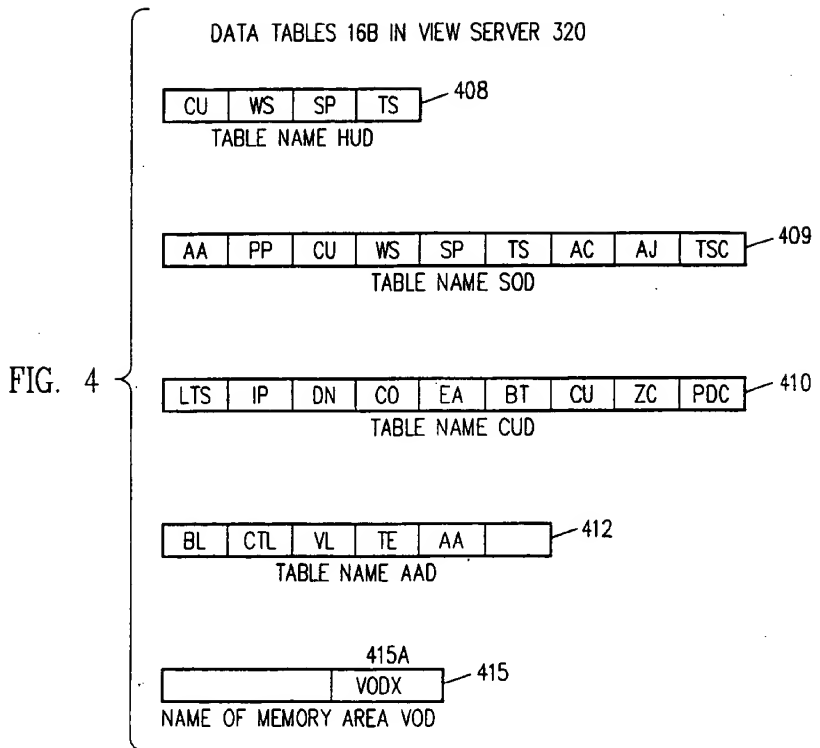 DATA TABLES 16B IN VIEW SERVER 320
CU WS SP TS 408
TABLE NAME HUD
AA PP CU WS SP TS AC AJ TSC 409
TABLE NAME SOD
FIG. 4
LTS IP DN CO EA BT CU ZC PDC 410
TABLE NAME CUD
BL CTL VL TE AA 412
TABLE NAME AAD
415A
VODX 415
NAME OF MEMORY AREA VOD